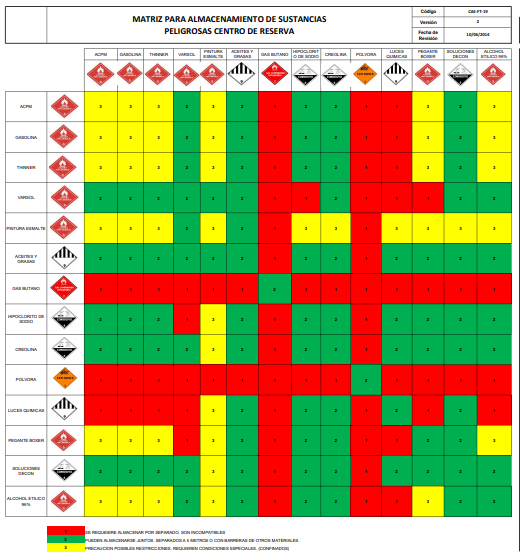 MATRIZ PARA ALMACENAMIENTO DE SUSTANCIAS
PELIGROSAS CENTRO DE RESERVA
Código CAI-FT-19
Versión 2
Fecha de Revisión 10/06/2014
ACPM GASOLINA THINNER VARSOL PINTURA ESMALTE ACEITES Y GRASAS GAS BUTANO HIPOCLORIT O DE SODIO CREOLINA POLVORA LUCES QUIMICAS PEGANTE BOXER SOLUCIONES DECON ALCOHOL ETILICO 96%
ACPM 3 3 3 2 3 2 1 2 2 1 1 3 2 3
GASOLINA 3 3 3 2 3 2 1 2 2 1 1 3 2 3
THINNER 3 3 3 2 3 2 1 2 2 1 1 3 2 3
VARSOL 2 2 2 2 2 2 1 1 2 1 1 1 2 2
PINTURA ESMALTE 3 3 3 2 3 2 1 3 3 1 3 3 3 3
ACEITES Y GRASAS 2 2 2 2 2 2 1 2 2 1 2 2 2 2
GAS BUTANO 1 1 1 1 1 1 2 1 1 1 1 1 1 1
HIPOCLORITO DE SODIO 2 2 2 1 3 2 1 2 2 1 2 2 2 2
CREOLINA 2 2 2 2 3 2 1 2 2 1 2 2 2 2
POLVORA 1 1 1 1 1 1 1 1 1 2 1 1 1 1
LUCES QUIMICAS 1 1 1 1 3 2 1 2 2 1 2 1 2 1
PEGANTE BOXER 3 3 3 1 3 2 1 2 2 1 1 2 2 3
SOLUCIONES DECON 2 2 2 2 3 2 1 2 2 1 2 2 2 2
ALCOHOL ETILICO 96% 3 3 3 2 3 2 1 2 2 1 1 3 2 3
1 SE REQUIERE ALMACENAR POR SEPARADO. SON INCOMPATIBLES
2 PUEDEN ALMACENARSE JUNTOS. SEPARADOS A 5 METROS O CON BARRERAS DE OTROS MATERIALES.
3 PRECAUCION POSIBLES RESTRICCIONES. REQUIEREN CONDICIONES ESPECIALES. (CONFINADOS)